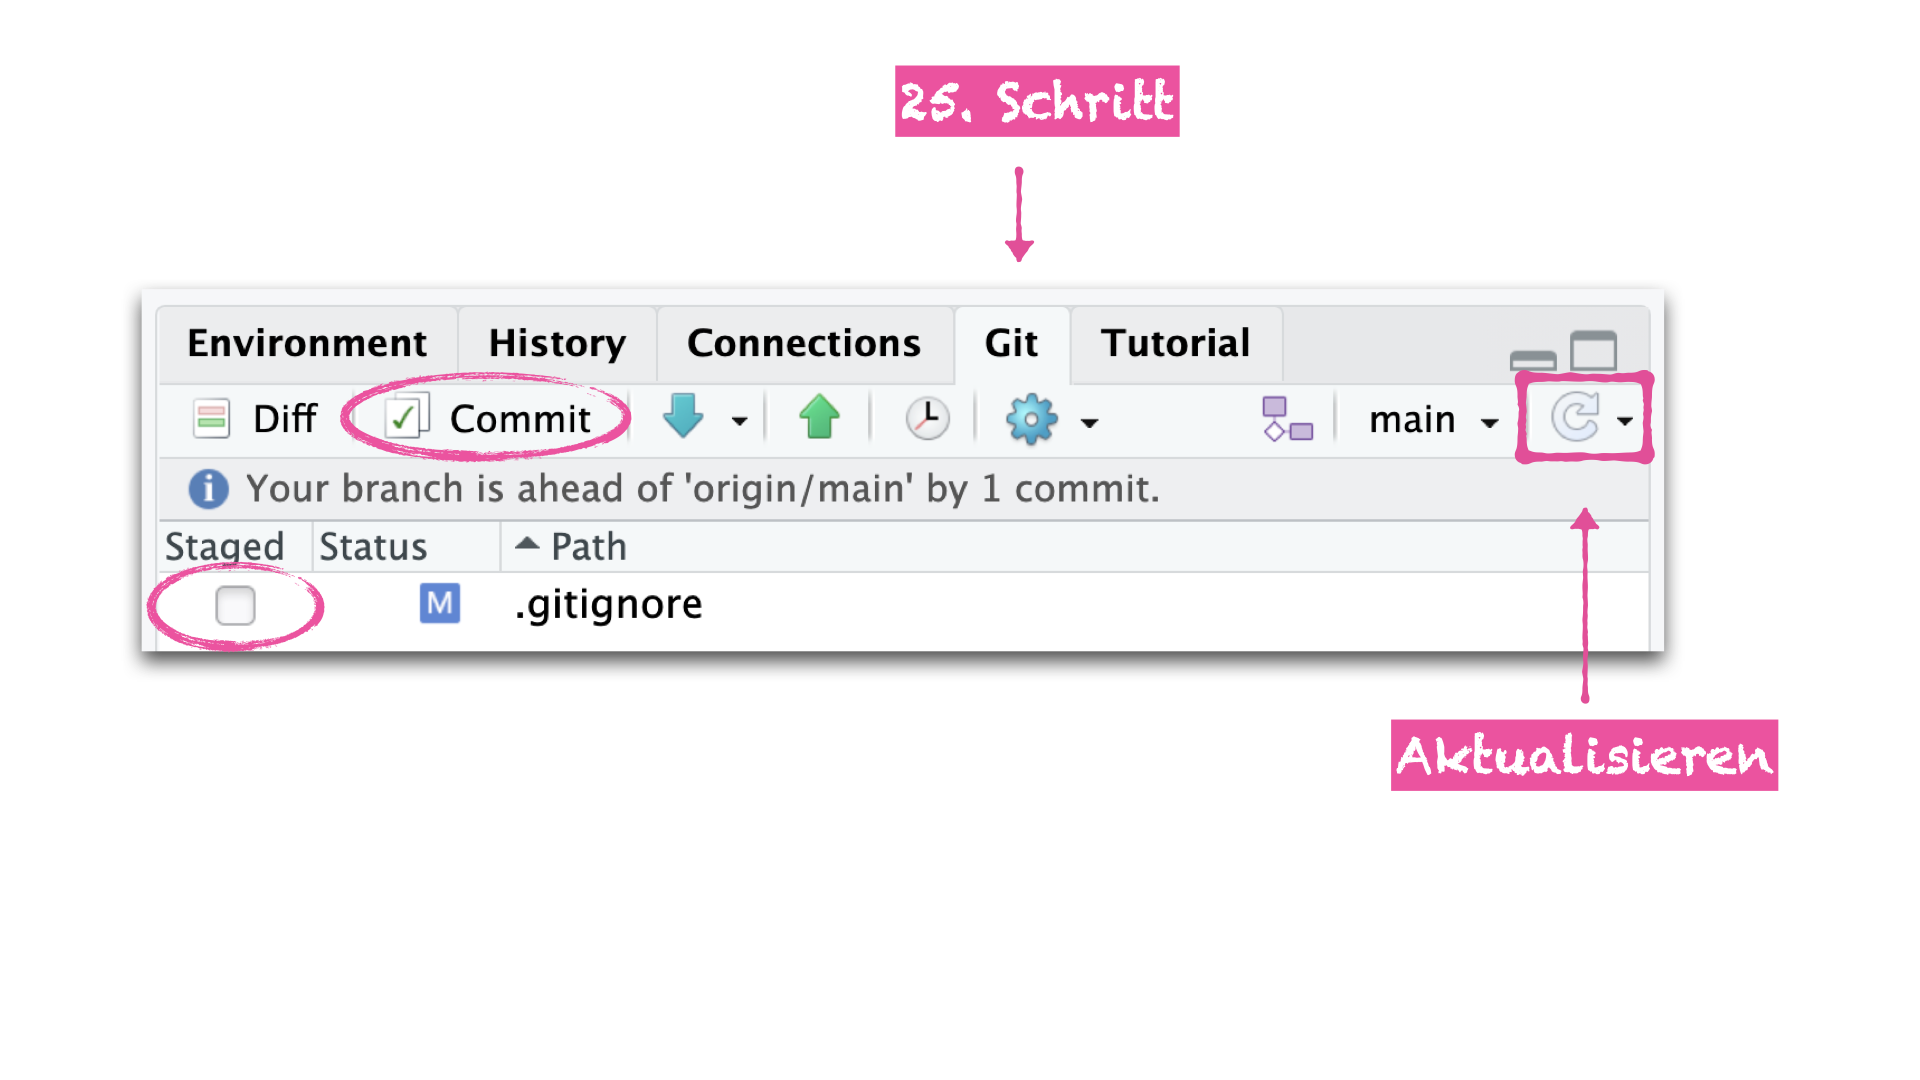 25. Schritt
Environment History Connections Git Tutorial
Diff Commit main
i Your branch is ahead of 'origin/main' by 1 commit.
Staged Status Path
M .gitignore
Aktualisieren